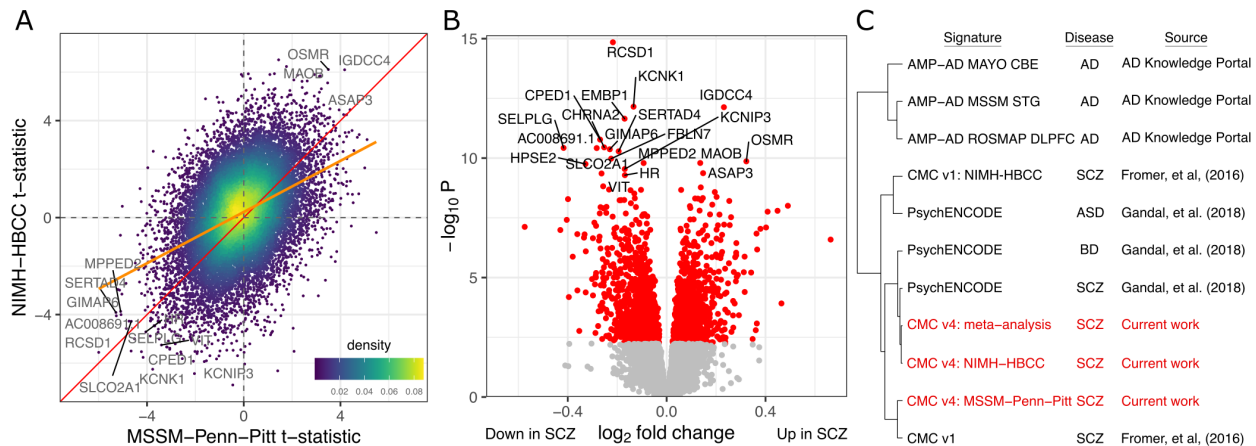 A
NIMH−HBCC t−statistic
4
0
−4
−4
0
4
MSSM−Penn−Pitt t−statistic
OSMR
IGDCC4
MAOB
ASAP3
MPPED2
SERTAD4
GIMAP6
AC008691.1
HR
RCSD1
SELPLG
VIT
CPED1
KCNK1
KCNIP3
SLCO2A1
density
0.02 0.04 0.06 0.08
B
−log10 P
15
10
5
0
RCSD1
KCNK1
CPED1
EMBP1
IGDCC4
SELPLG
CHRNA2
SERTAD4
KCNIP3
AC008691.1
GIMAP6
FBLN7
OSMR
HPSE2
SLCO2A1
MPPED2
MAOB
HR
ASAP3
VIT
−0.4
0.0
0.4
Down in SCZ
log2 fold change
Up in SCZ
C
Signature Disease Source
AMP−AD MAYO CBE AD AD Knowledge Portal
AMP−AD MSSM STG AD AD Knowledge Portal
AMP−AD ROSMAP DLPFC AD AD Knowledge Portal
CMC v1: NIMH−HBCC SCZ Fromer, et al, (2016)
PsychENCODE ASD Gandal, et al. (2018)
PsychENCODE BD Gandal, et al. (2018)
PsychENCODE SCZ Gandal, et al. (2018)
CMC v4: meta−analysis SCZ Current work
CMC v4: NIMH−HBCC SCZ Current work
CMC v4: MSSM−Penn−Pitt SCZ Current work
CMC v1 SCZ Fromer, et al, (2016)